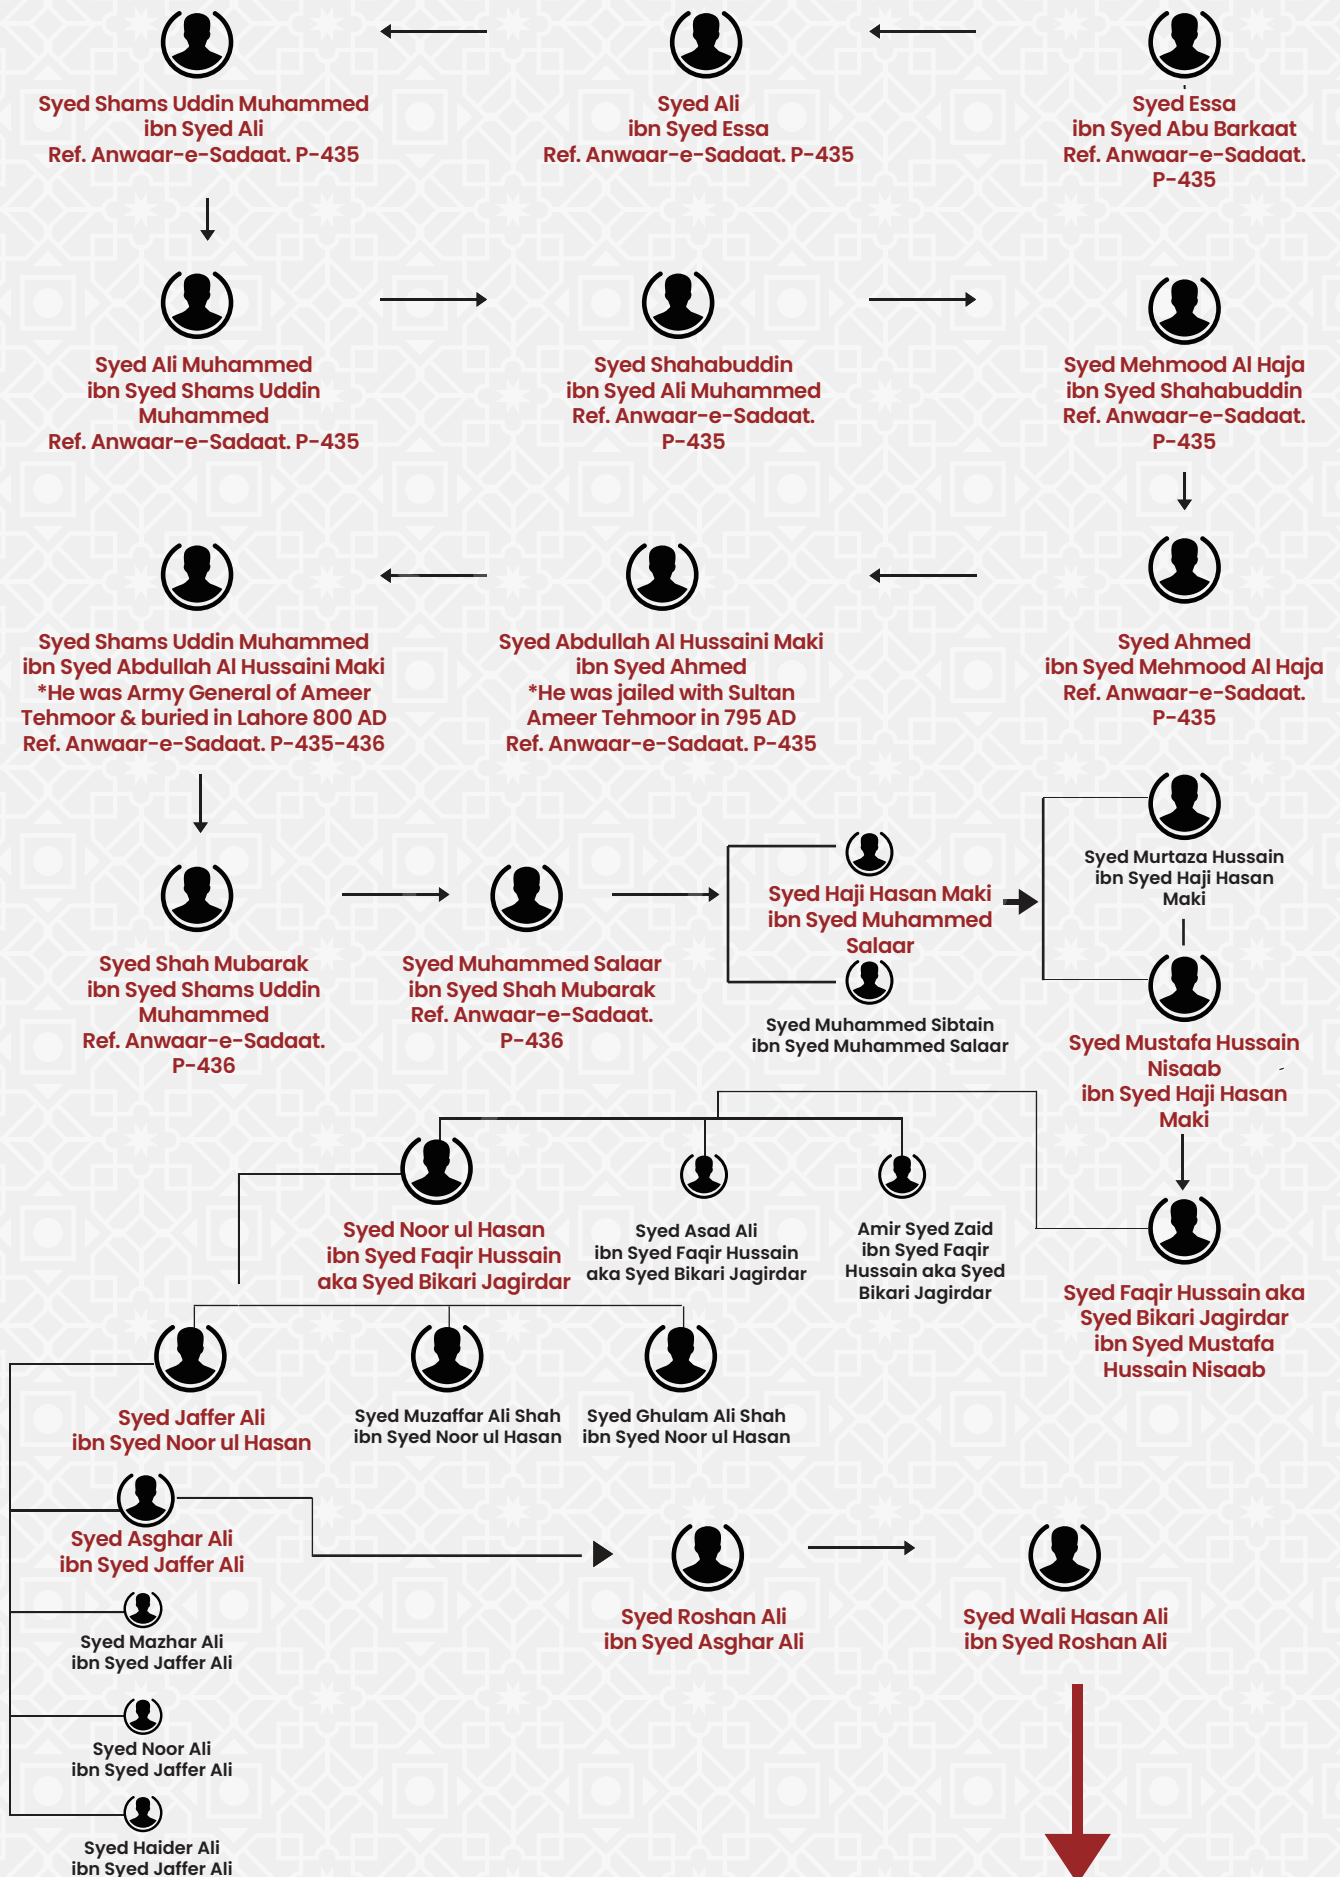 Syed Shams Uddin Muhammed
ibn Syed Ali
Ref. Anwaar-e-Sadaat. P-435
Syed Ali
ibn Syed Essa
Ref. Anwaar-e-Sadaat. P-435
Syed Essa
ibn Syed Abu Barkaat
Ref. Anwaar-e-Sadaat.
P-435
Syed Ali Muhammed
ibn Syed Shams Uddin
Muhammed
Ref. Anwaar-e-Sadaat. P-435
Syed Shahabuddin
ibn Syed Ali Muhammed
Ref. Anwaar-e-Sadaat.
P-435
Syed Mehmood Al Haja
ibn Syed Shahabuddin
Ref. Anwaar-e-Sadaat.
P-435
Syed Shams Uddin Muhammed
ibn Syed Abdullah Al Hussaini Maki
*He was Army General of Ameer
Tehmoor & buried in Lahore 800 AD
Ref. Anwaar-e-Sadaat. P-435-436
Syed Abdullah Al Hussaini Maki
ibn Syed Ahmed
*He was jailed with Sultan
Ameer Tehmoor in 795 AD
Ref. Anwaar-e-Sadaat. P-435
Syed Ahmed
ibn Syed Mehmood Al Haja
Ref. Anwaar-e-Sadaat.
P-435
Syed Shah Mubarak
ibn Syed Shams Uddin
Muhammed
Ref. Anwaar-e-Sadaat.
P-436
Syed Muhammed Salaar
ibn Syed Shah Mubarak
Ref. Anwaar-e-Sadaat.
P-436
Syed Haji Hasan Maki
ibn Syed Muhammed
Salaar
Syed Muhammed Sibtain
ibn Syed Muhammed Salaar
Syed Murtaza Hussain
ibn Syed Haji Hasan
Maki
Syed Mustafa Hussain
Nisaab
ibn Syed Haji Hasan
Maki
Syed Noor ul Hasan
ibn Syed Faqir Hussain
aka Syed Bikari Jagirdar
Syed Asad Ali
ibn Syed Faqir Hussain
aka Syed Bikari Jagirdar
Amir Syed Zaid
ibn Syed Faqir
Hussain aka Syed
Bikari Jagirdar
Syed Faqir Hussain aka
Syed Bikari Jagirdar
ibn Syed Mustafa
Hussain Nisaab
Syed Jaffer Ali
ibn Syed Noor ul Hasan
Syed Muzaffar Ali Shah
ibn Syed Noor ul Hasan
Syed Ghulam Ali Shah
ibn Syed Noor ul Hasan
Syed Asghar Ali
ibn Syed Jaffer Ali
Syed Roshan Ali
ibn Syed Asghar Ali
Syed Wali Hasan Ali
ibn Syed Roshan Ali
Syed Mazhar Ali
ibn Syed Jaffer Ali
Syed Noor Ali
ibn Syed Jaffer Ali
Syed Haider Ali
ibn Syed Jaffer Ali